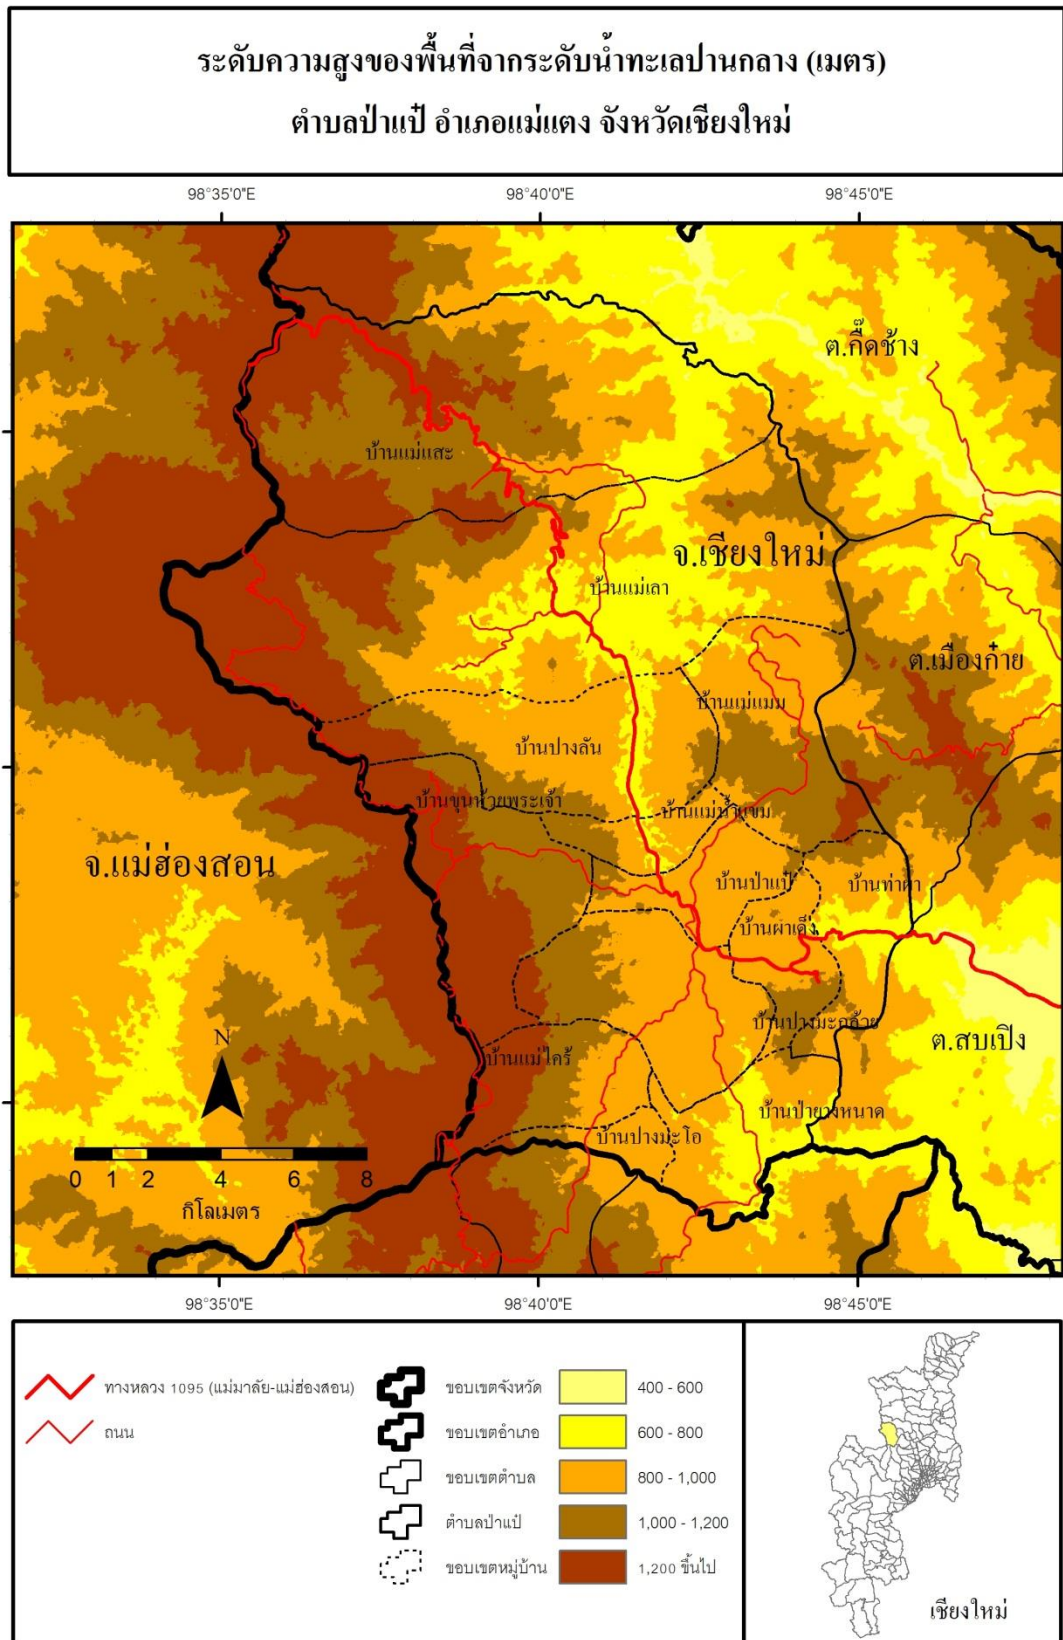 ระดับความสูงของพื้นที่จากระดับน้ำทะเลปานกลาง (เมตร)
ตำบลป่าแป๋ อำเภอแม่แตง จังหวัดเชียงใหม่
98°35'0"E 98°40'0"E 98°45'0"E
ต.กื๊ดช้าง
บ้านแม่แสะ
จ.เชียงใหม่
บ้านแม่เลา
ต.เมืองก๋าย
บ้านแม่แมม
บ้านปางลัน
บ้านขุนห้วยพระเจ้า
บ้านแม่น้ำแขม
จ.แม่ฮ่องสอน
บ้านป่าแป๋
บ้านท่าผา
บ้านผาเด็ง
บ้านปางมะกล้วย
N
ต.สบเปิง
บ้านแม่ไคร้
บ้านป่ายางหนาด
บ้านปางมะโอ
0 1 2 4 6 8
กิโลเมตร
98°35'0"E 98°40'0"E 98°45'0"E
ทางหลวง 1095 (แม่มาลัย-แม่ฮ่องสอน)
ถนน
ขอบเขตจังหวัด
ขอบเขตอำเภอ
ขอบเขตตำบล
ตำบลป่าแป๋
ขอบเขตหมู่บ้าน
400 - 600
600 - 800
800 - 1,000
1,000 - 1,200
1,200 ขึ้นไป
เชียงใหม่